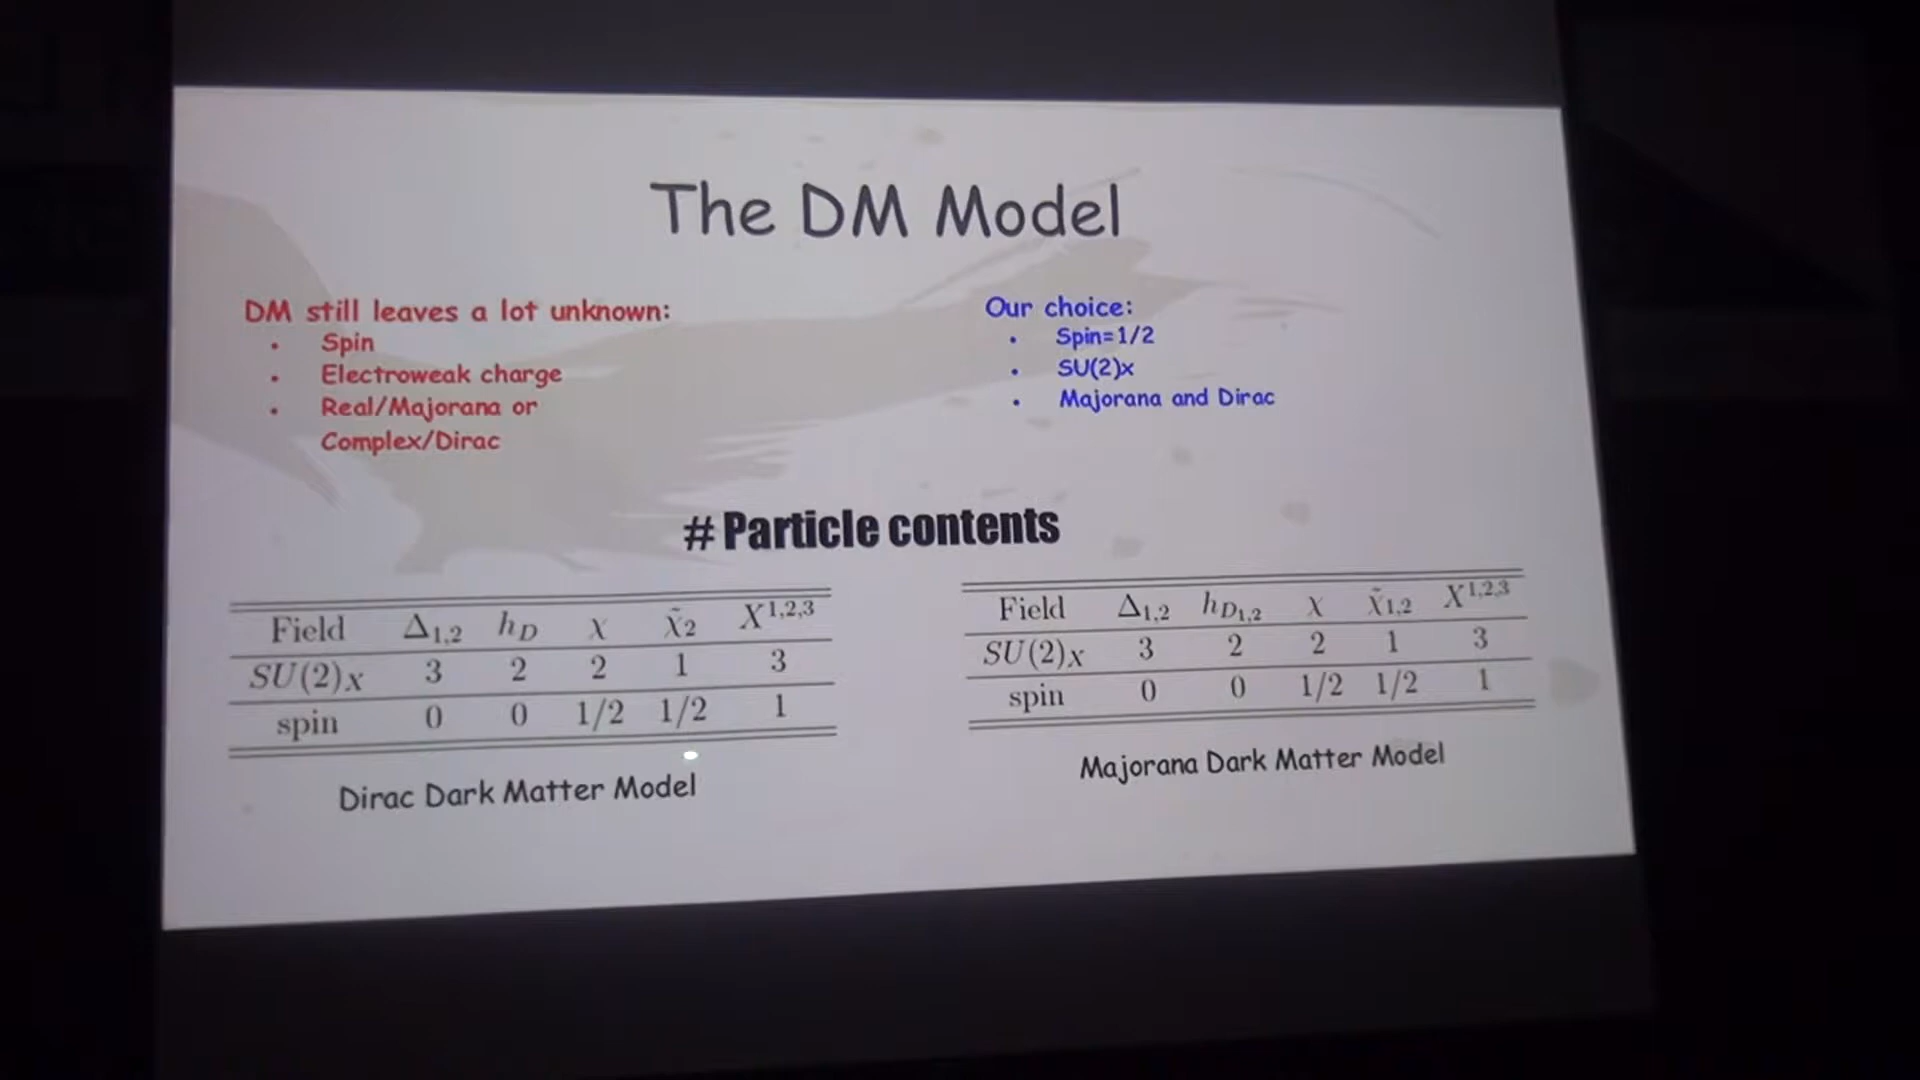 The DM Model
DM still leaves a lot unknown:
• Spin
• Electroweak charge
• Real/Majorana or
Complex/Dirac
Our choice:
• Spin=1/2
• SU(2)x
• Majorana and Dirac
# Particle contents
Field Δ₁,₂ h_D χ χ̃₂ X¹,²,³
SU(2)_X 3 2 2 1 3
spin 0 0 1/2 1/2 1
Dirac Dark Matter Model
Field Δ₁,₂ h_D₁,₂ χ χ̃₁,₂ X¹,²,³
SU(2)_X 3 2 2 1 3
spin 0 0 1/2 1/2 1
Majorana Dark Matter Model